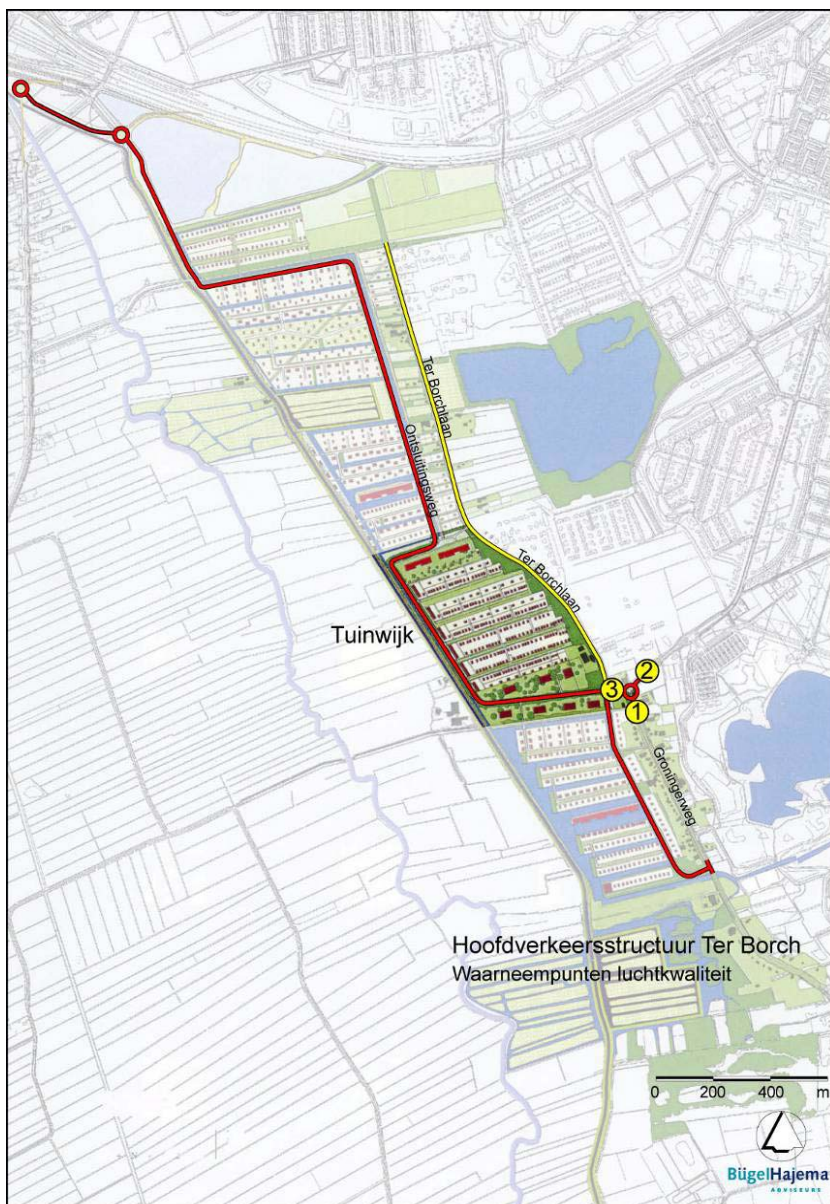 Ter Borchlaan
Ontsluitingsweg
Ter Borchlaan
Tuinwijk
2
3
1
Groningerweg
Hoofdverkeersstructuur Ter Borch
Waarneempunten luchtkwaliteit
0 200 400 m
BügelHajema
ADVISEURS